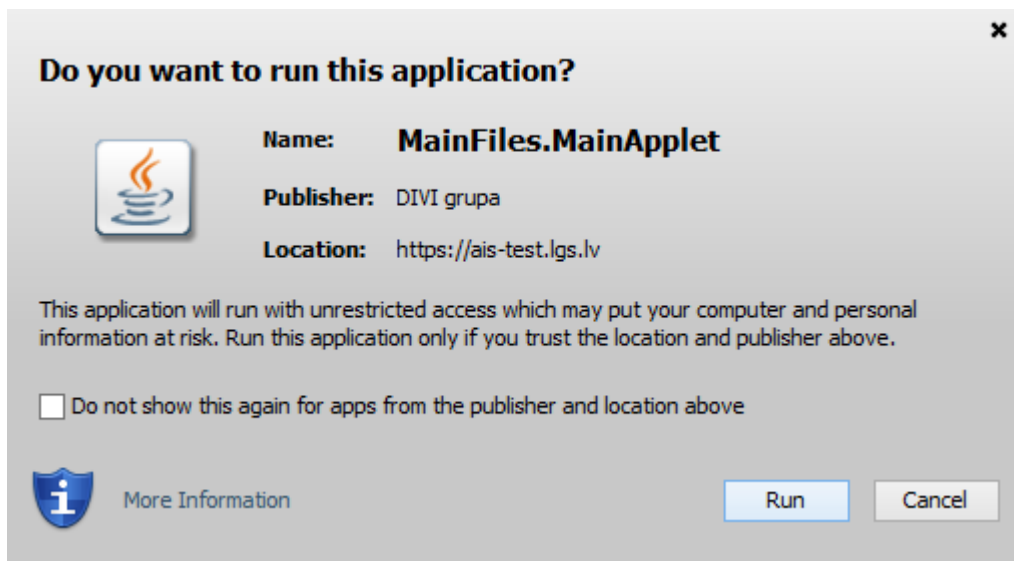 Do you want to run this application?
Name: MainFiles.MainApplet
Publisher: DIVI grupa
Location: https://ais-test.lgs.lv
This application will run with unrestricted access which may put your computer and personal
information at risk. Run this application only if you trust the location and publisher above.
Do not show this again for apps from the publisher and location above
More Information
Run Cancel